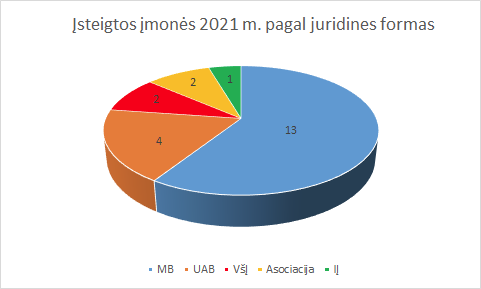 Įsteigtos įmonės 2021 m. pagal juridines formas
1
2
2
4
13
MB UAB VšĮ Asociacija IĮ